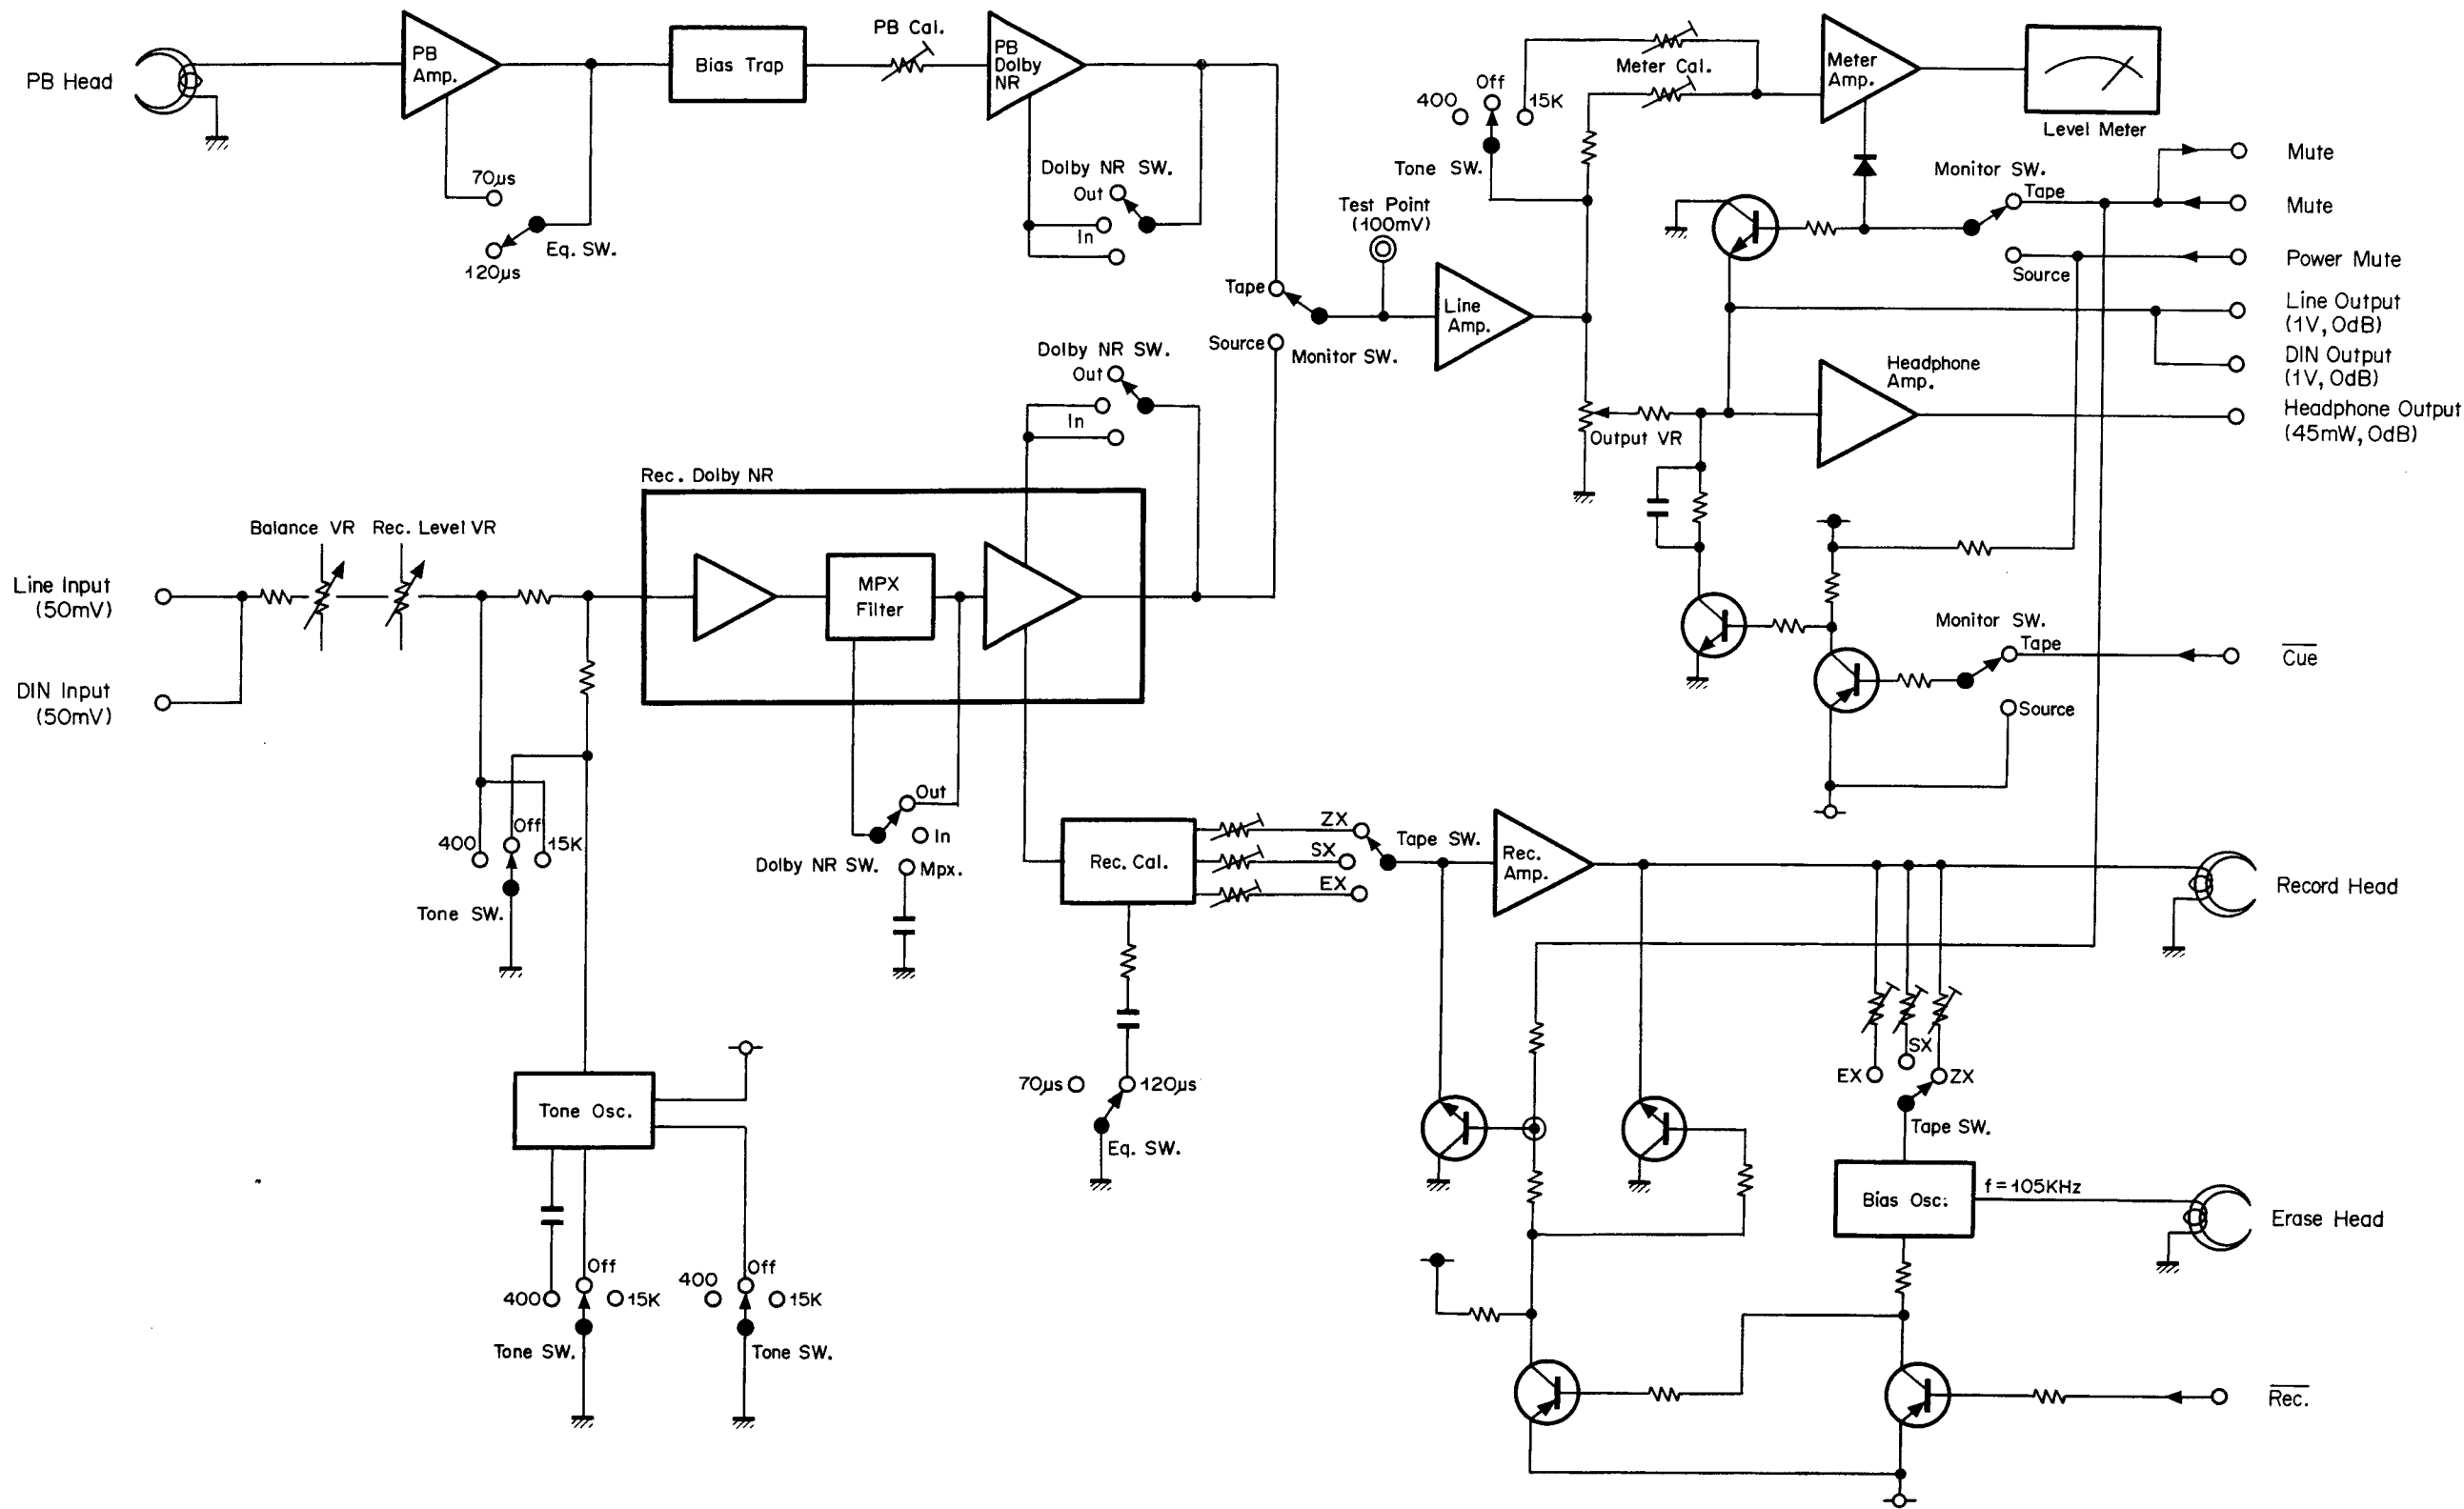 PB Head
PB
Amp.
70µs
120µs
Eq. SW.
Bias Trap
PB Cal.
PB
Dolby
NR
Dolby NR SW.
Out
In
Tape
Source
Monitor SW.
Test Point
(100mV)
Line
Amp.
400
Off
15K
Tone SW.
Meter Cal.
Meter
Amp.
Level Meter
Monitor SW.
Tape
Source
Mute
Mute
Power Mute
Line Output
(1V, 0dB)
DIN Output
(1V, 0dB)
Headphone Output
(45mW, 0dB)
Headphone
Amp.
Output VR
Dolby NR SW.
Out
In
Rec. Dolby NR
Balance VR
Rec. Level VR
Line Input
(50mV)
DIN Input
(50mV)
MPX
Filter
Monitor SW.
Tape
Source
Cue
400
Off
15K
Tone SW.
Out
In
Mpx.
Dolby NR SW.
Rec. Cal.
ZX
SX
EX
Tape SW.
Rec.
Amp.
Record Head
70µs
120µs
Eq. SW.
EX
SX
ZX
Tape SW.
Bias Osc.
f=105KHz
Erase Head
Tone Osc.
400
Off
15K
Tone SW.
400
Off
15K
Tone SW.
Rec.